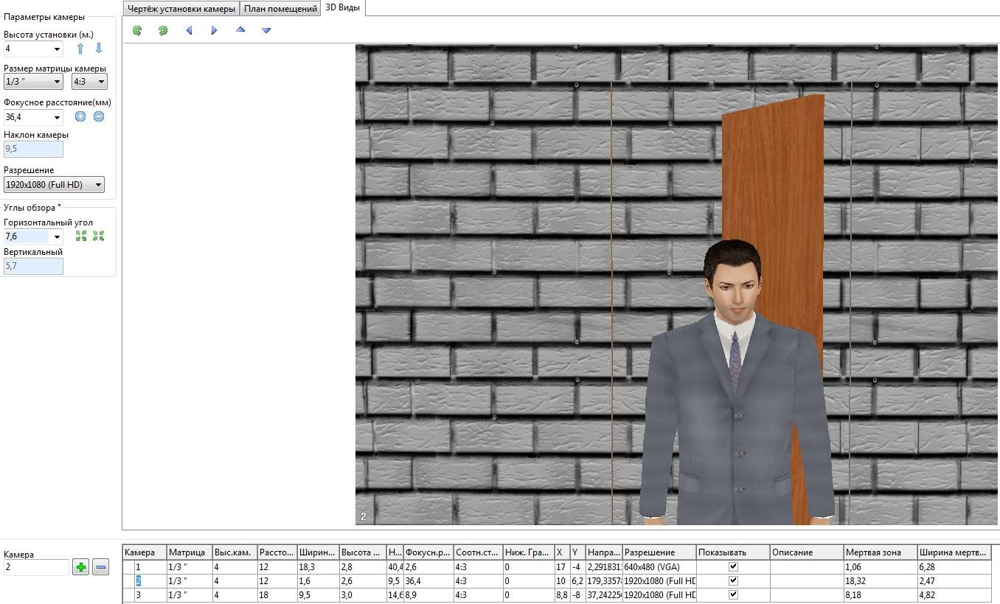 Чертёж установки камеры План помещений 3D Виды
Параметры камеры
Высота установки (м.)
4
Размер матрицы камеры
1/3 " 4:3
Фокусное расстояние(мм)
36,4
Наклон камеры
9,5
Разрешение
1920x1080 (Full HD)
Углы обзора °
Горизонтальный угол
7,6
Вертикальный
5,7
2
Камера
2
Камера Матрица Выс.кам. Рассто... Ширин... Высота ... Н... Фокусн.р... Соотн.ст... Ниж. Гра... X Y Напра... Разрешение Показывать Описание Мертвая зона Ширина мертв...
1 1/3 " 4 12 18,3 2,8 40,4 2,6 4:3 0 17 -4 2,291831 640x480 (VGA) 1,06 6,28
2 1/3 " 4 12 1,6 2,6 9,5 36,4 4:3 0 10 6,2 179,3357 1920x1080 (Full HD 18,32 2,47
3 1/3 " 4 18 9,5 3,0 14,6 8,9 4:3 0 8,8 -8 37,24225 1920x1080 (Full HD 8,18 4,82